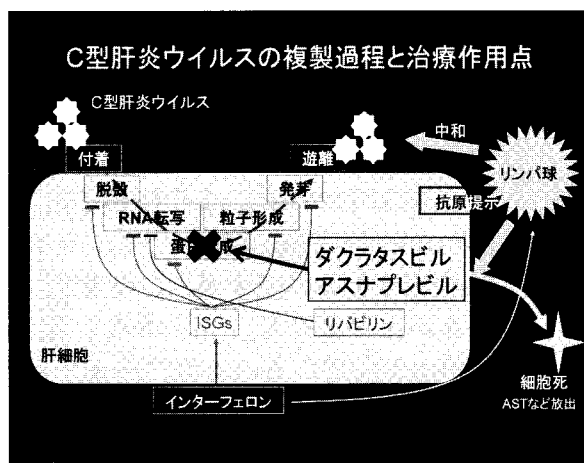 C型肝炎ウイルスの複製過程と治療作用点
C型肝炎ウイルス
中和
付着
遊離
リンパ球
脱殻
発芽
抗原提示
RNA転写
粒子形成
蛋
成
ダクラタスビル
アスナプレビル
ISGs
リバビリン
肝細胞
細胞死
ASTなど放出
インターフェロン